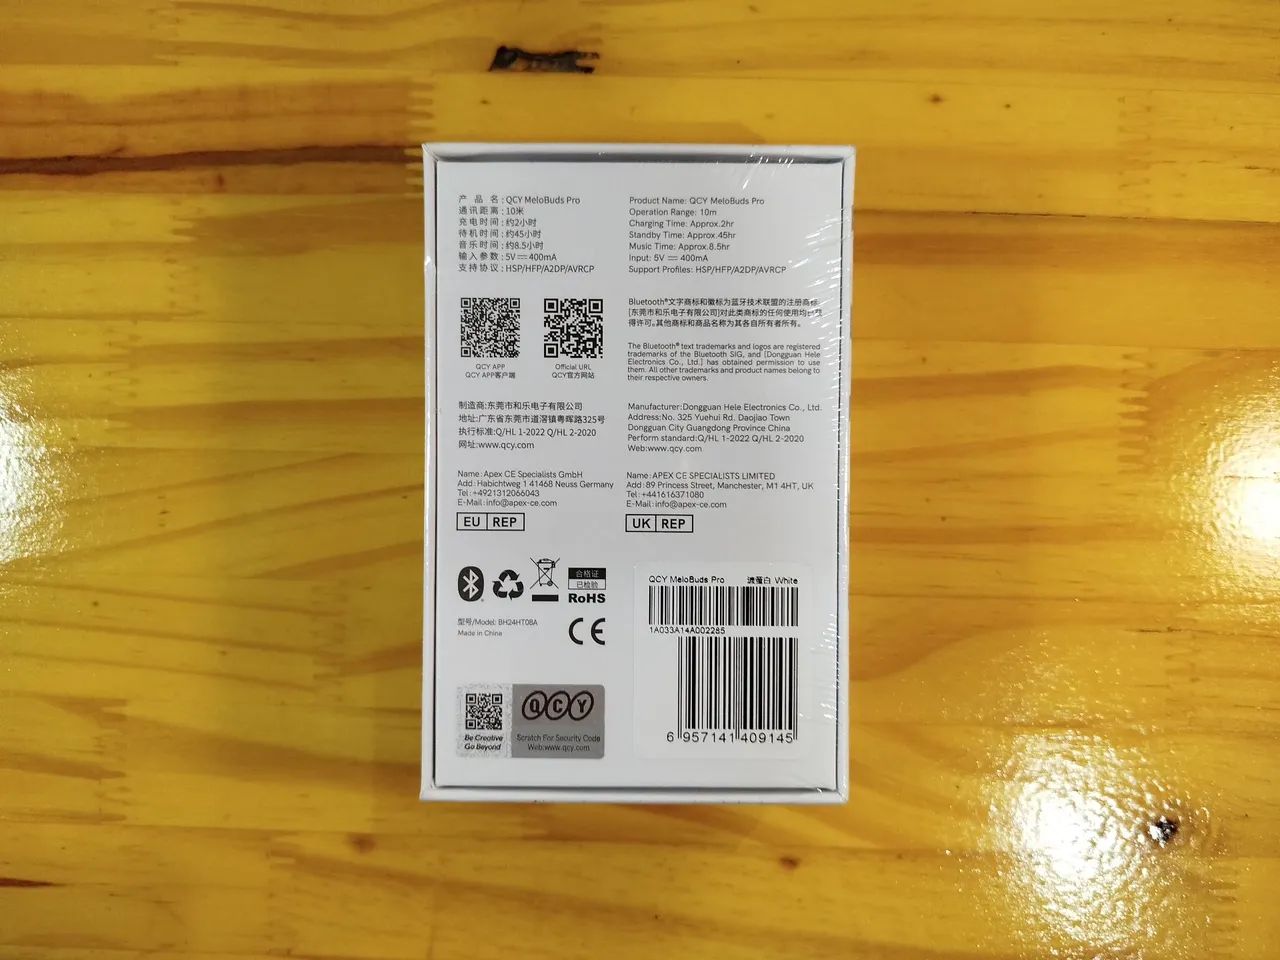 产 品 名 : QCY MeloBuds Pro
通讯距离 : 10米
充电时间 : 约2小时
待机时间 : 约45小时
音乐时间 : 约8.5小时
输入参数 : 5V⎓400mA
支持协议 : HSP/HFP/A2DP/AVRCP
Product Name: QCY MeloBuds Pro
Operation Range: 10m
Charging Time: Approx.2hr
Standby Time: Approx.45hr
Music Time: Approx.8.5hr
Input: 5V⎓400mA
Support Profiles: HSP/HFP/A2DP/AVRCP
QCY APP
QCY APP客户端
Official URL
QCY官方网站
Bluetooth®文字商标和徽标为蓝牙技术联盟的注册商标,
[东莞市和乐电子有限公司]对此类商标的任何使用均已获
得许可。其他商标和商品名称为其各自所有者所有。
The Bluetooth® text trademarks and logos are registered
trademarks of the Bluetooth SIG, and [Dongguan Hele
Electronics Co., Ltd.] has obtained permission to use
them. All other trademarks and product names belong to
their respective owners.
制造商:东莞市和乐电子有限公司
地址:广东省东莞市道滘镇粤晖路325号
执行标准:Q/HL 1-2022 Q/HL 2-2020
网址:www.qcy.com
Manufacturer:Dongguan Hele Electronics Co., Ltd.
Address:No. 325 Yuehui Rd. Daojiao Town
Dongguan City Guangdong Province China
Perform standard:Q/HL 1-2022 Q/HL 2-2020
Web:www.qcy.com
Name:Apex CE Specialists GmbH
Add:Habichtweg 1 41468 Neuss Germany
Tel:+4921312066043
E-Mail:info@apex-ce.com
EU REP
Name:APEX CE SPECIALISTS LIMITED
Add:89 Princess Street, Manchester, M1 4HT, UK
Tel:+441616371080
E-Mail:info@apex-ce.com
UK REP
合格证
已检验
RoHS
CE
型号/Model: BH24HT08A
Made in China
Be Creative
Go Beyond
QCY
Scratch For Security Code
Web:www.qcy.com
QCY MeloBuds Pro 白 White
1A033A14A002285
6 957141 409145